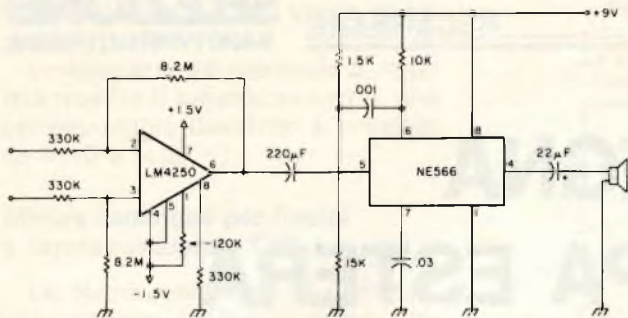 +9V
8.2M
1.5K
10K
.001
+1.5V
330K
2
7
6
8
LM4250
6
220µF
5
NE566
4
22µF
+
330K
3
8
4
5
1
120K
7
1
8.2M
-1.5V
330K
15K
.03